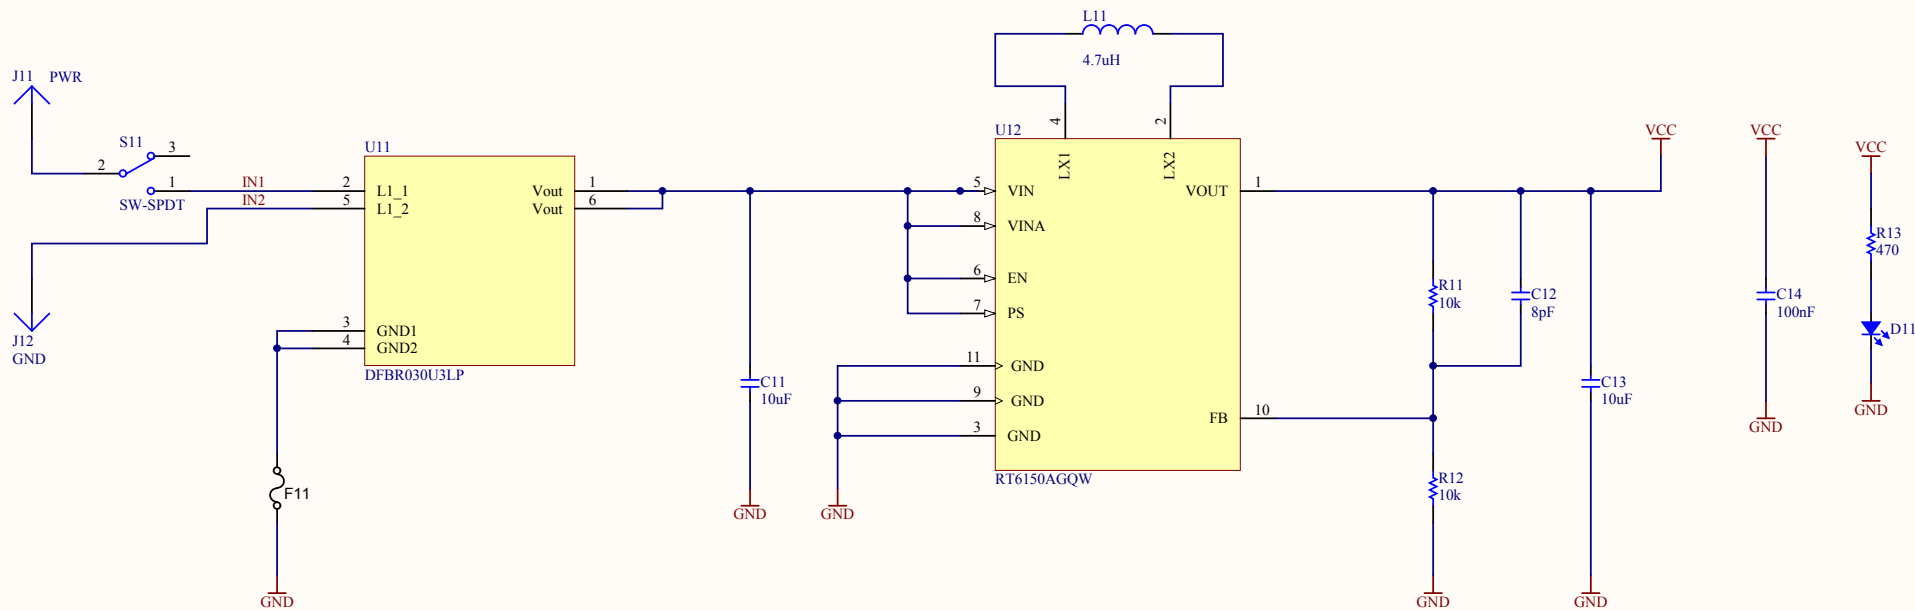 L11
4.7uH
J11 PWR
S11
3
2
1
SW-SPDT
IN1
IN2
U11
2 L1_1
5 L1_2
Vout 1
Vout 6
3 GND1
4 GND2
DFBR030U3LP
J12
GND
F11
GND
C11
10uF
GND
GND
U12
4
LX1
2
LX2
5 VIN
8 VINA
6 EN
7 PS
11 GND
9 GND
3 GND
VOUT 1
FB 10
RT6150AGQW
R11
10k
C12
8pF
R12
10k
GND
C13
10uF
GND
VCC
VCC
C14
100nF
GND
VCC
R13
470
D11
GND